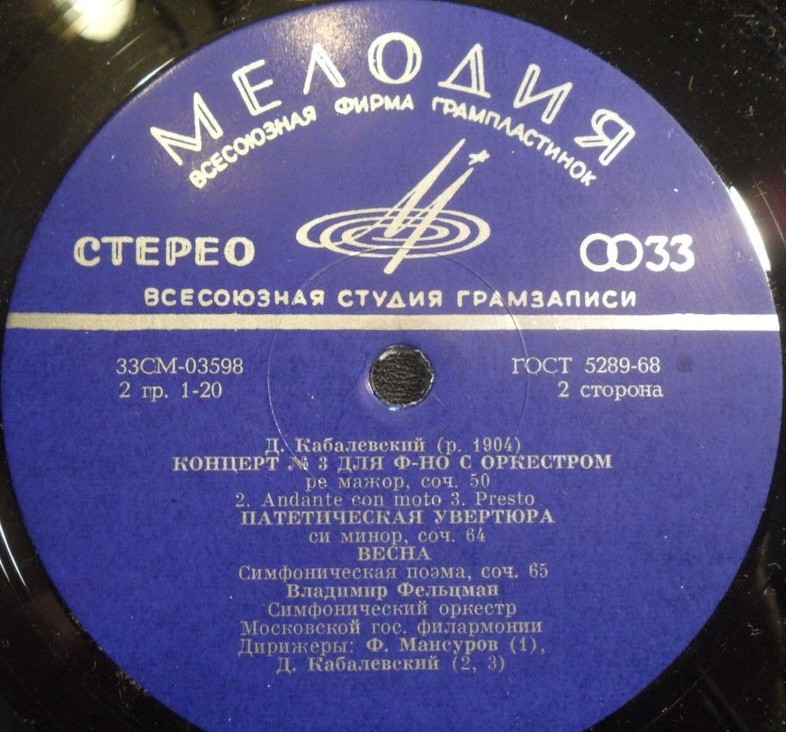 МЕЛОДИЯ
ВСЕСОЮЗНАЯ ФИРМА ГРАМПЛАСТИНОК
СТЕРЕО
33
ВСЕСОЮЗНАЯ СТУДИЯ ГРАМЗАПИСИ
33СМ-03598
ГОСТ 5289-68
2 гр. 1-20
2 сторона
Д. Кабалевский (р. 1904)
КОНЦЕРТ № 3 ДЛЯ Ф-НО С ОРКЕСТРОМ
ре мажор, соч. 50
2. Andante con moto 3. Presto
ПАТЕТИЧЕСКАЯ УВЕРТЮРА
си минор, соч. 64
ВЕСНА
Симфоническая поэма, соч. 65
Владимир Фельцман
Симфонический оркестр
Московской гос. филармонии
Дирижеры: Ф. Мансуров (1),
Д. Кабалевский (2, 3)